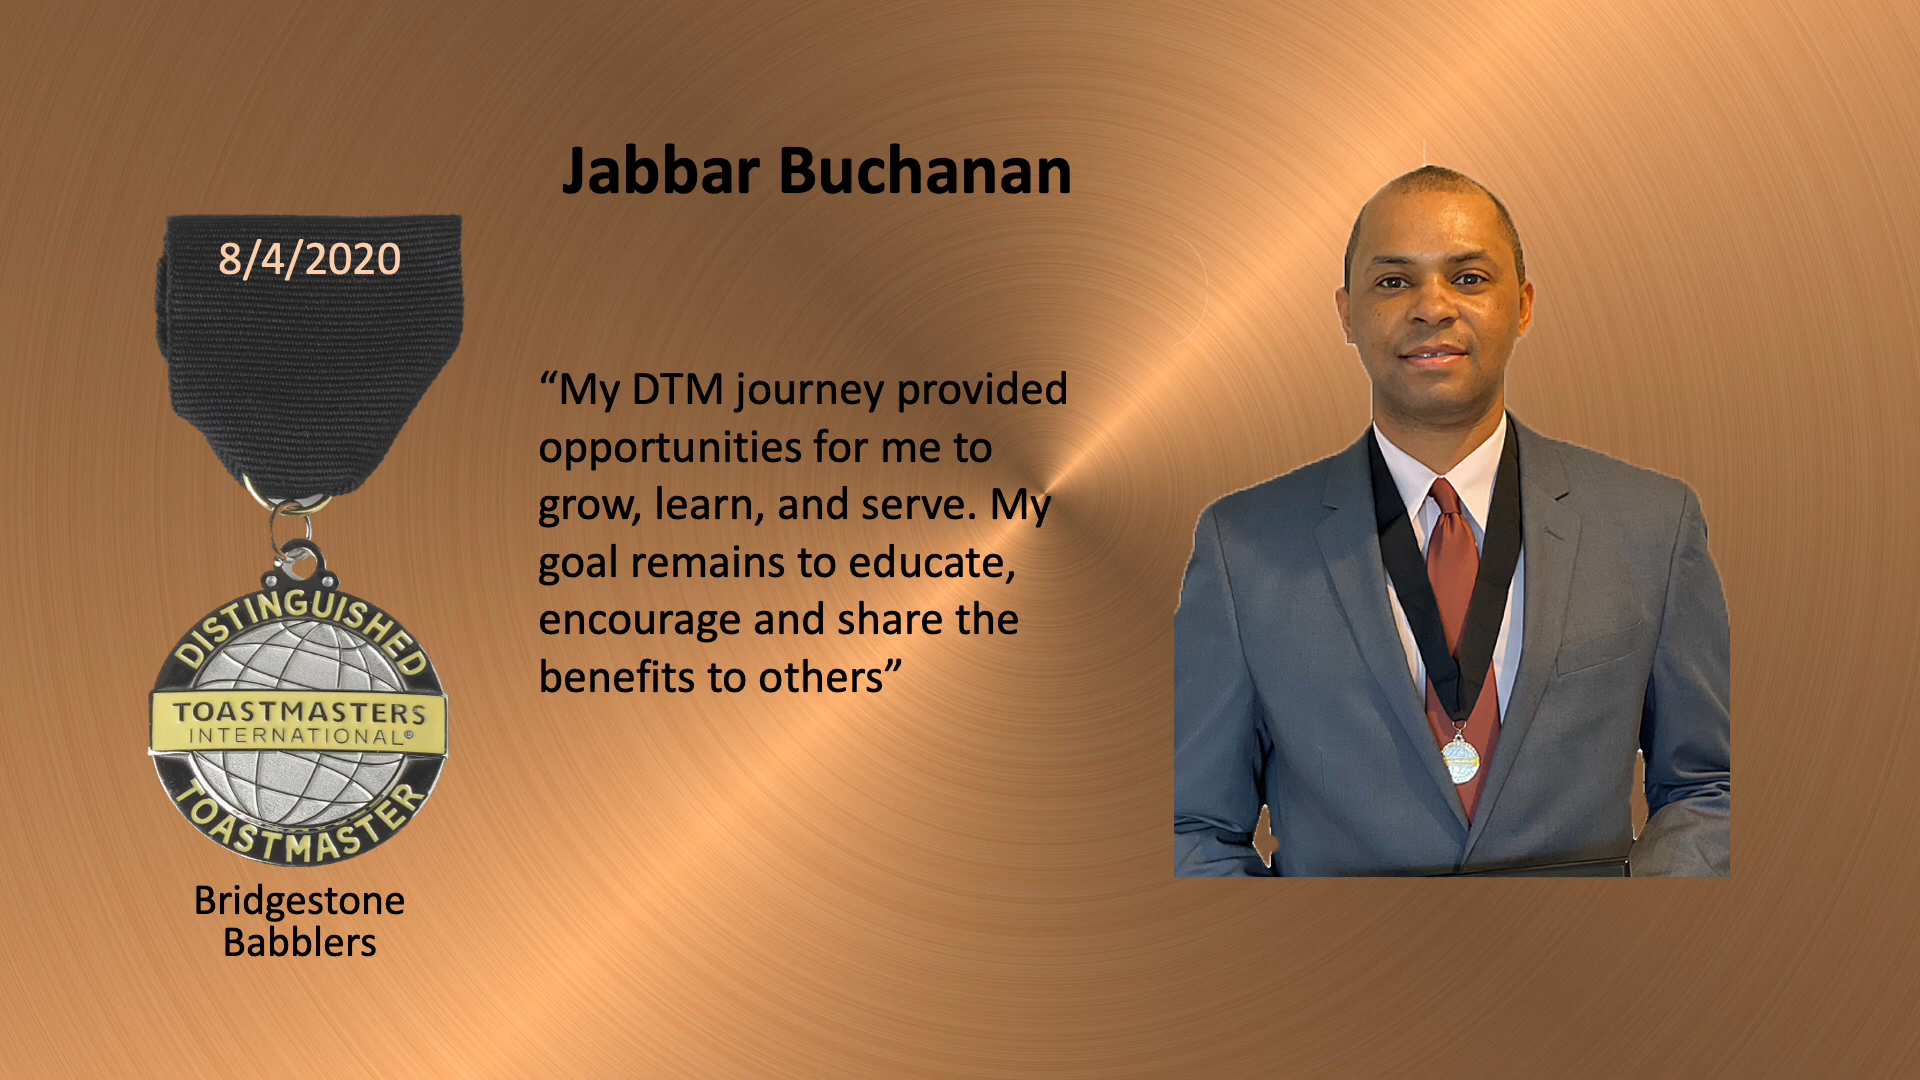 Jabbar Buchanan
8/4/2020
“My DTM journey provided
opportunities for me to
grow, learn, and serve. My
goal remains to educate,
encourage and share the
benefits to others”
DISTINGUISHED
TOASTMASTERS
INTERNATIONAL®
TOASTMASTER
Bridgestone
Babblers